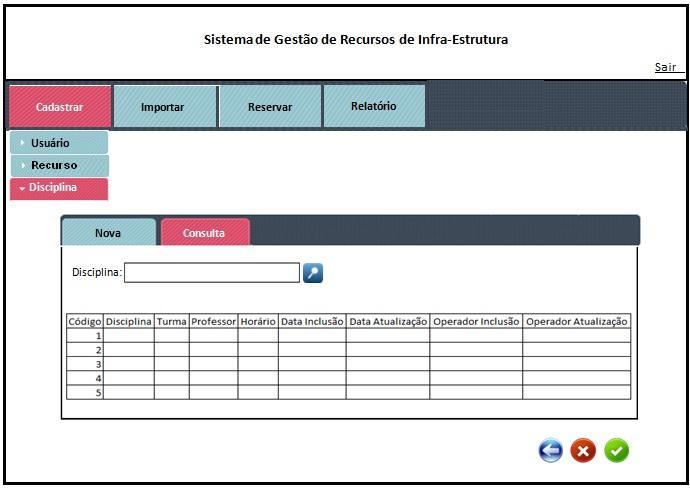 Sistema de Gestão de Recursos de Infra-Estrutura
Sair
Cadastrar Importar Reservar Relatório
Usuário
Recurso
Disciplina
Nova Consulta
Disciplina:
Código Disciplina Turma Professor Horário Data Inclusão Data Atualização Operador Inclusão Operador Atualização
1
2
3
4
5